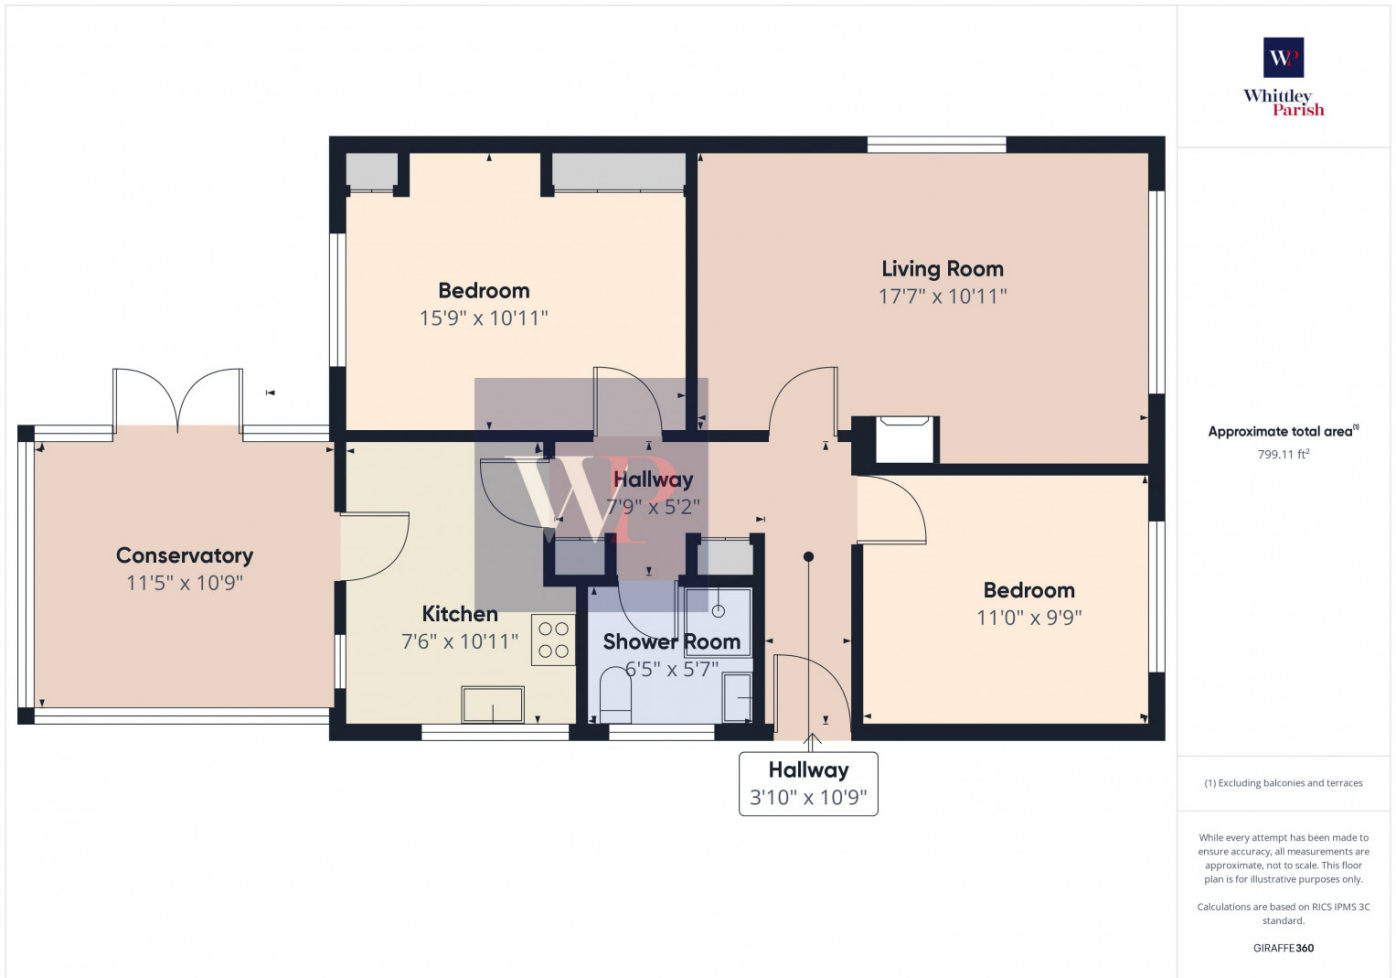 WP
Whittley
Parish
Living Room
17'7" x 10'11"
Bedroom
15'9" x 10'11"
Approximate total area⁽¹⁾
799.11 ft²
WP
Hallway
7'9" x 5'2"
Conservatory
11'5" x 10'9"
Kitchen
7'6" x 10'11"
Shower Room
6'5" x 5'7"
Bedroom
11'0" x 9'9"
Hallway
3'10" x 10'9"
(1) Excluding balconies and terraces
While every attempt has been made to
ensure accuracy, all measurements are
approximate, not to scale. This floor
plan is for illustrative purposes only.
Calculations are based on RICS IPMS 3C
standard.
GIRAFFE360